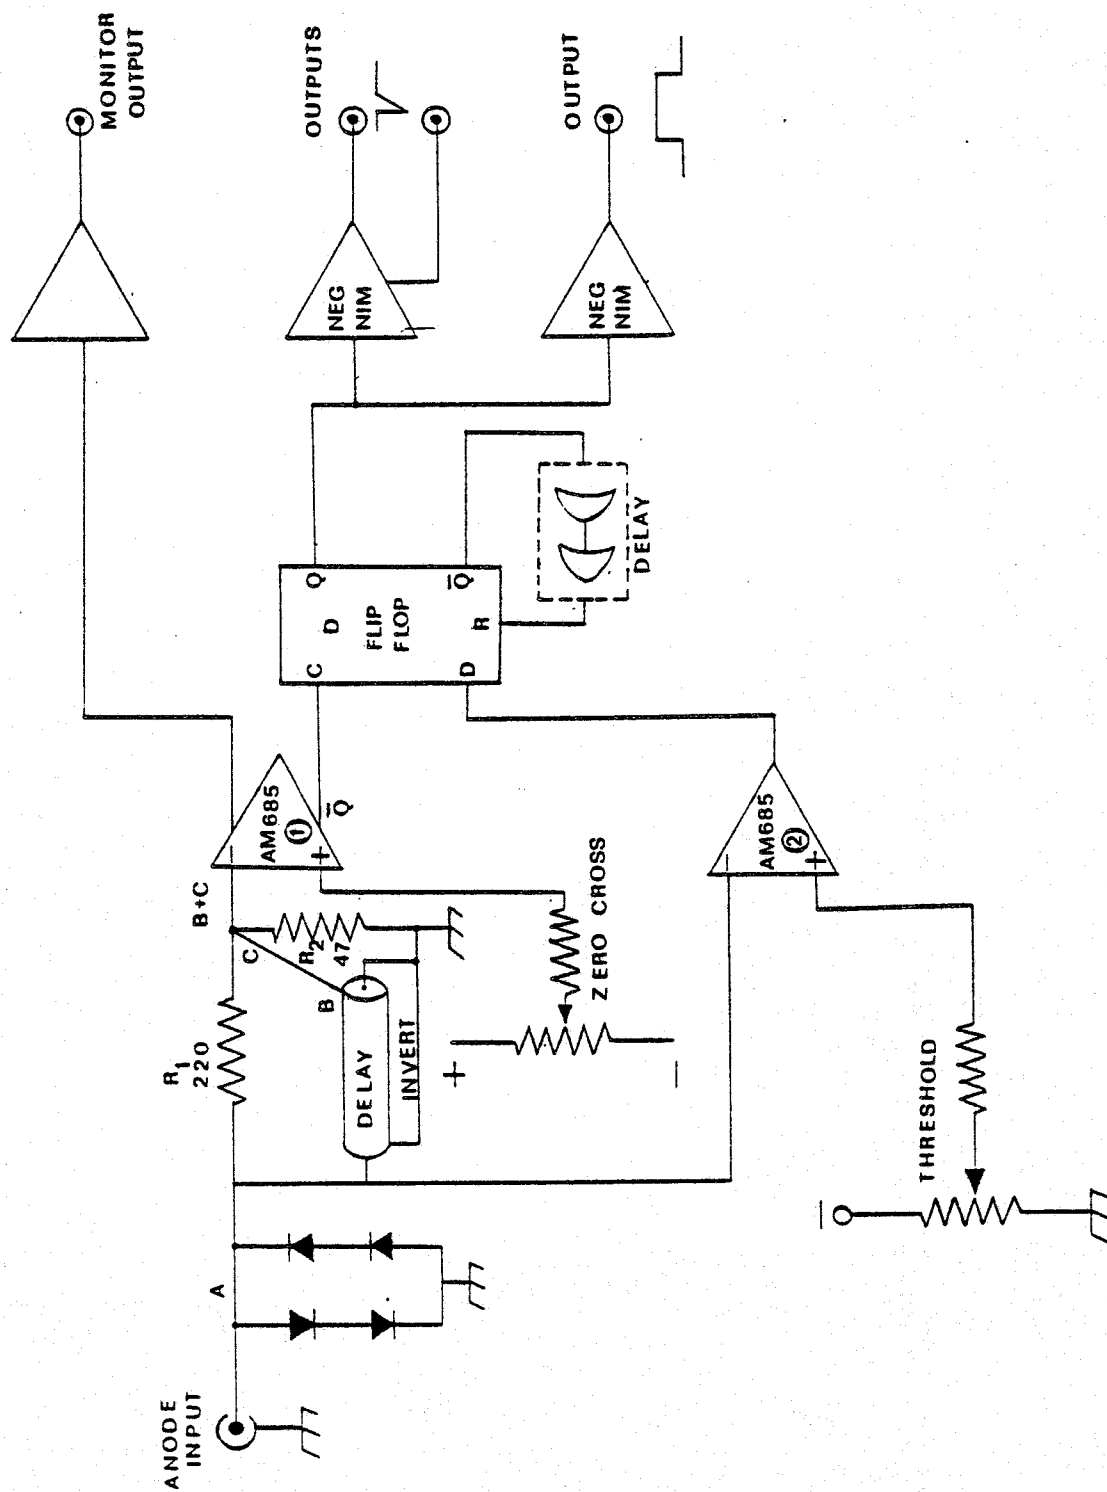 ANODE
INPUT
A
R1
220
DELAY
INVERT
B
C
B+C
R2
47
+
−
ZERO CROSS
−
THRESHOLD
−
+
AM685
1
Q̅
−
+
AM685
2
C
D
D
FLIP
FLOP
R
Q
Q̅
DELAY
NEG
NIM
NEG
NIM
MONITOR
OUTPUT
OUTPUTS
OUTPUT